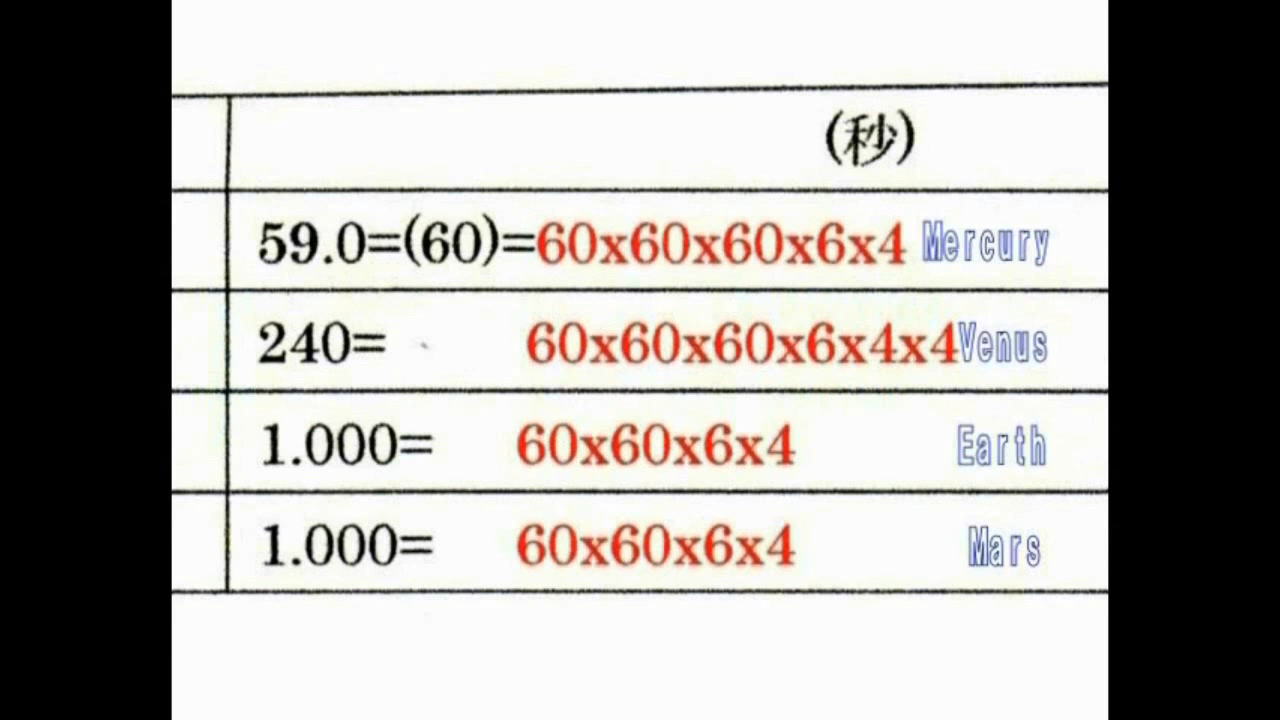 (秒)
59.0=(60)=60x60x60x6x4 Mercury
240= 60x60x60x6x4x4 Venus
1.000= 60x60x6x4 Earth
1.000= 60x60x6x4 Mars